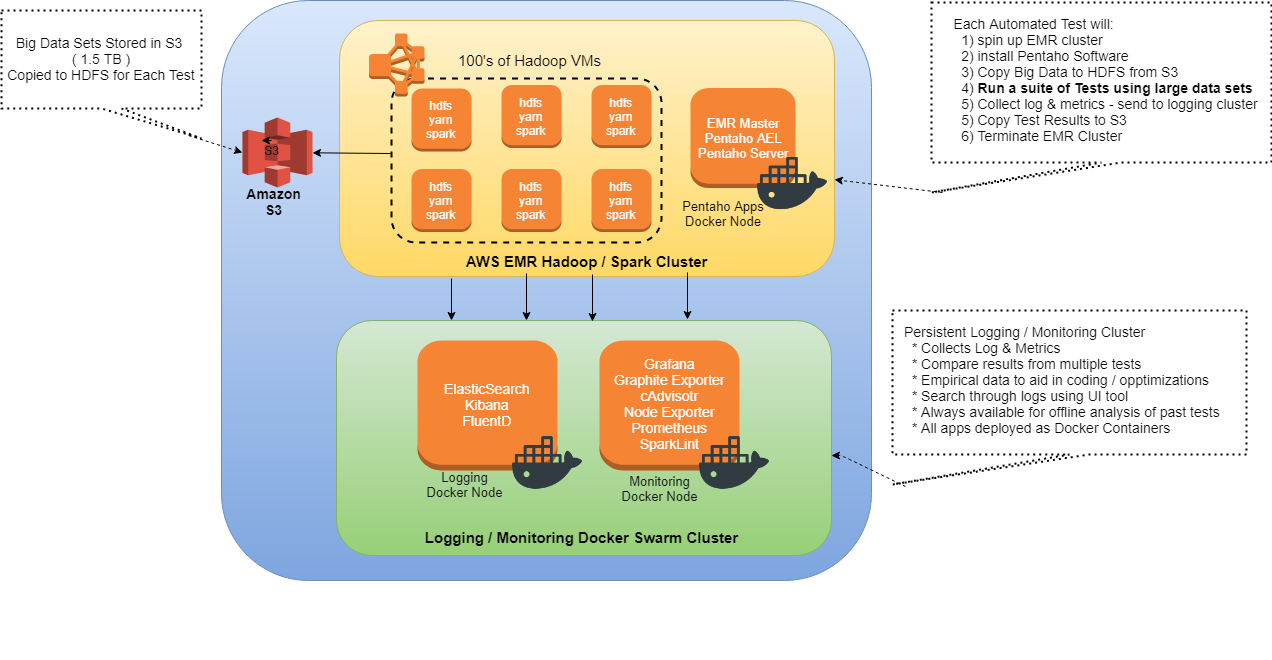 Big Data Sets Stored in S3
( 1.5 TB )
Copied to HDFS for Each Test
S3
Amazon
S3
100's of Hadoop VMs
hdfs
yarn
spark
hdfs
yarn
spark
hdfs
yarn
spark
hdfs
yarn
spark
hdfs
yarn
spark
hdfs
yarn
spark
EMR Master
Pentaho AEL
Pentaho Server
Pentaho Apps
Docker Node
AWS EMR Hadoop / Spark Cluster
Each Automated Test will:
1) spin up EMR cluster
2) install Pentaho Software
3) Copy Big Data to HDFS from S3
4) Run a suite of Tests using large data sets
5) Collect log & metrics - send to logging cluster
5) Copy Test Results to S3
6) Terminate EMR Cluster
ElasticSearch
Kibana
FluentD
Logging
Docker Node
Grafana
Graphite Exporter
cAdvisotr
Node Exporter
Prometheus
SparkLint
Monitoring
Docker Node
Logging / Monitoring Docker Swarm Cluster
Persistent Logging / Monitoring Cluster
* Collects Log & Metrics
* Compare results from multiple tests
* Empirical data to aid in coding / opptimizations
* Search through logs using UI tool
* Always available for offline analysis of past tests
* All apps deployed as Docker Containers